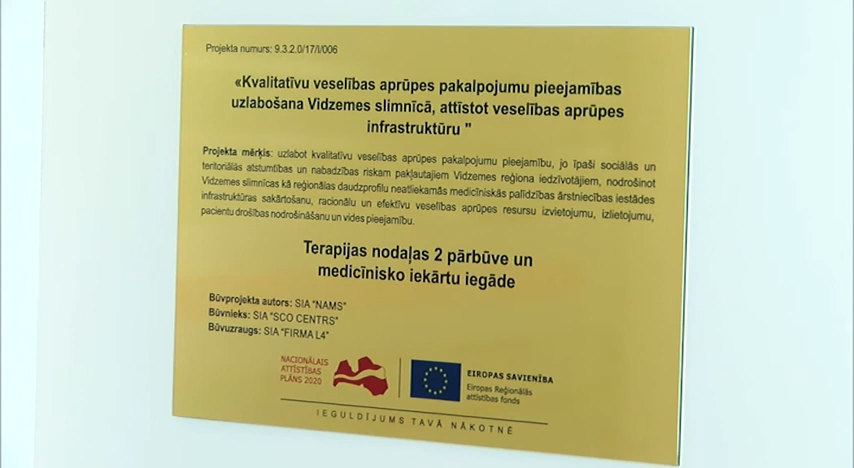 Projekta numurs: 9.3.2.0/17/I/006
«Kvalitatīvu veselības aprūpes pakalpojumu pieejamības
uzlabošana Vidzemes slimnīcā, attīstot veselības aprūpes
infrastruktūru "
Projekta mērķis: uzlabot kvalitatīvu veselības aprūpes pakalpojumu pieejamību, jo īpaši sociālās un
teritoriālās atstumtības un nabadzības riskam pakļautajiem Vidzemes reģiona iedzīvotājiem, nodrošinot
Vidzemes slimnīcas kā reģionālas daudzprofilu neatliekamās medicīniskās palīdzības ārstniecības iestādes
infrastruktūras sakārtošanu, racionālu un efektīvu veselības aprūpes resursu izvietojumu, izlietojumu,
pacientu drošības nodrošināšanu un vides pieejamību.
Terapijas nodaļas 2 pārbūve un
medicīnisko iekārtu iegāde
Būvprojekta autors: SIA "NAMS"
Būvnieks: SIA "SCO CENTRS"
Būvuzraugs: SIA "FIRMA L4"
NACIONĀLAIS
ATTĪSTĪBAS
PLĀNS 2020
EIROPAS SAVIENĪBA
Eiropas Reģionālās
attīstības fonds
IEGULDĪJUMS TAVĀ NĀKOTNĒ